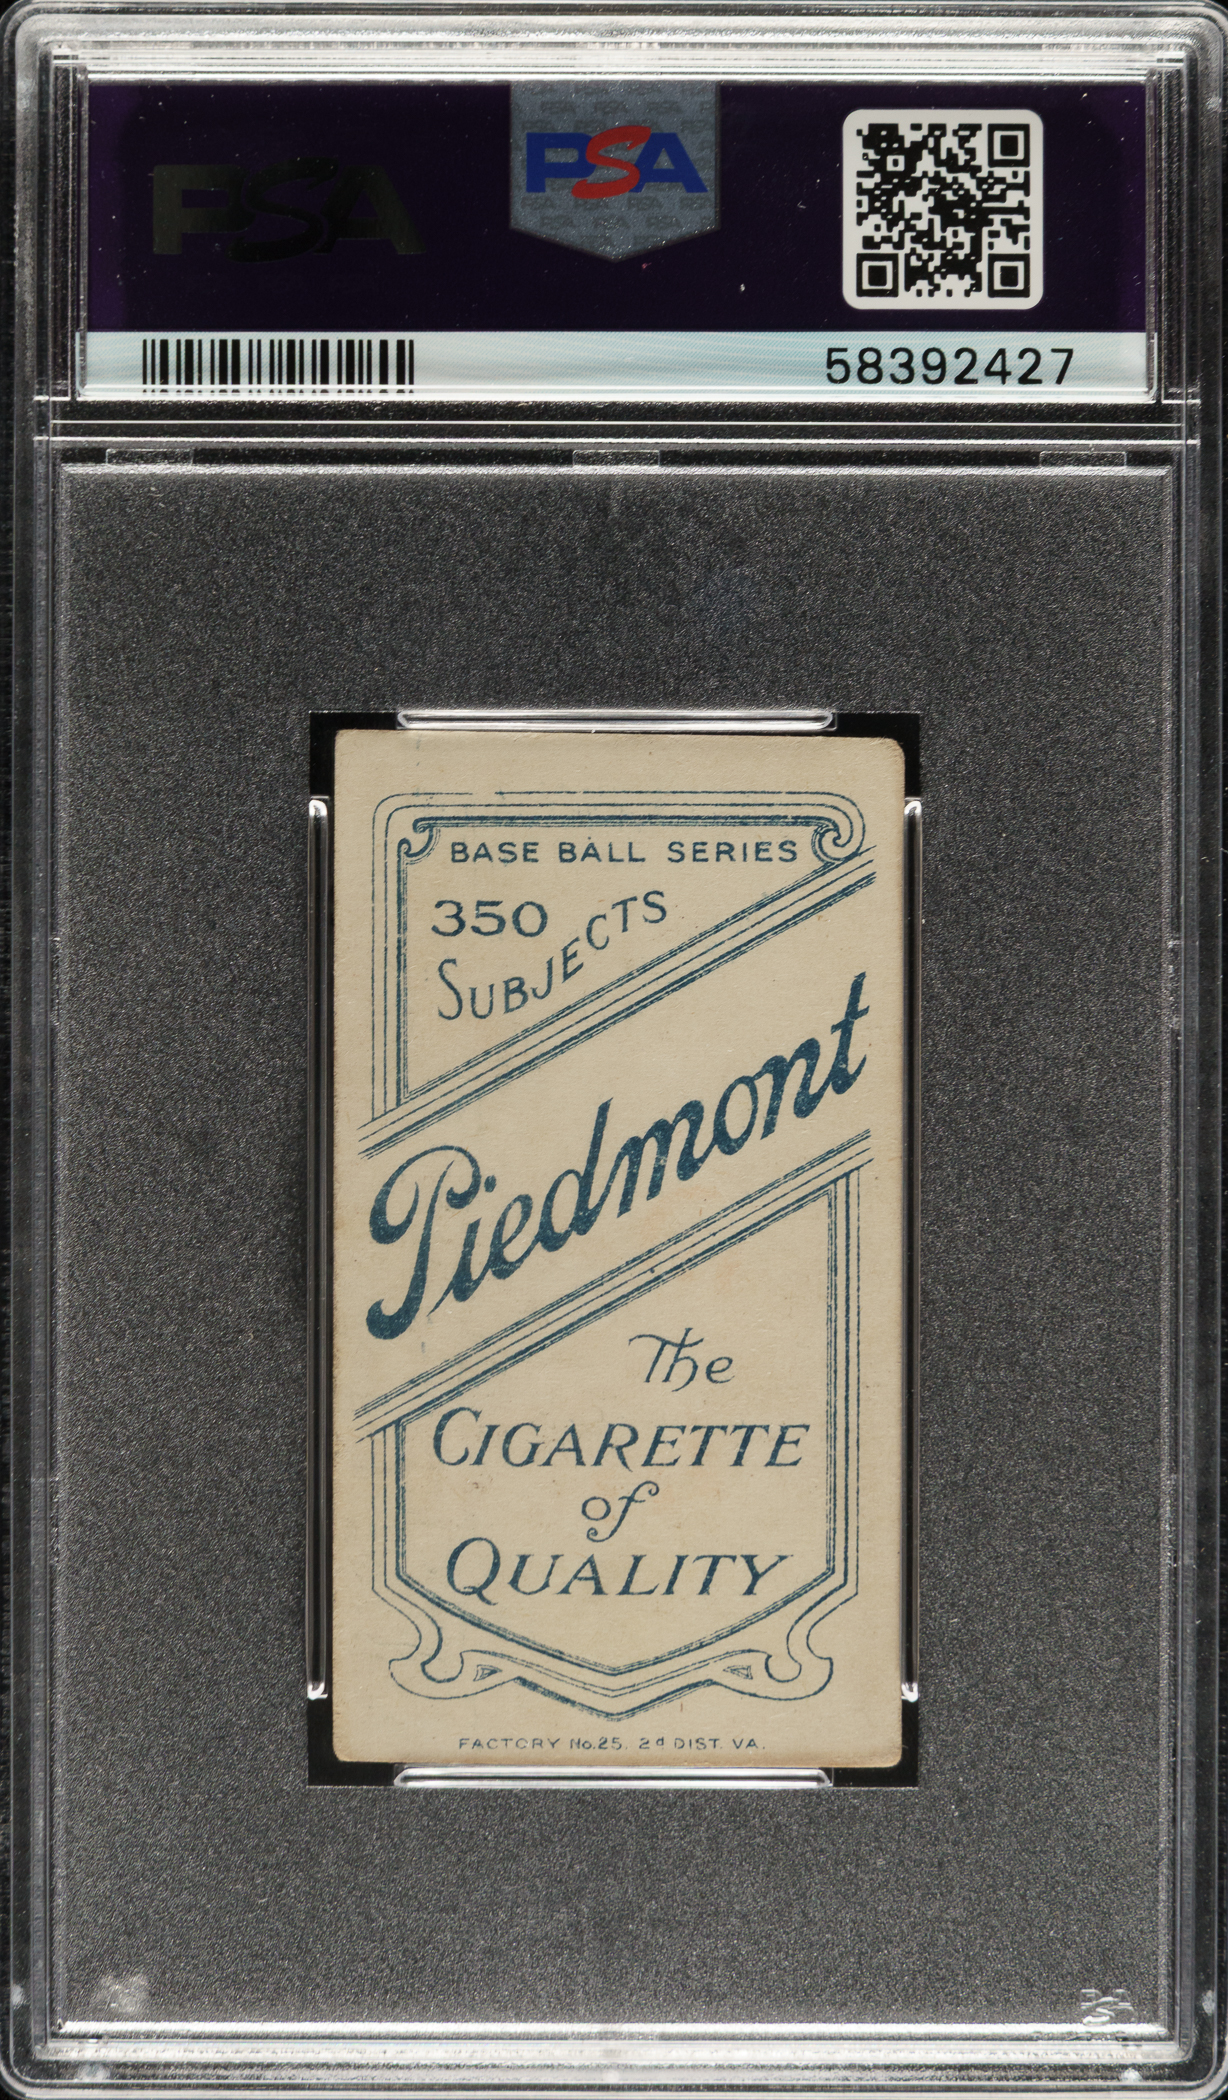 PSA
PSA
58392427
BASE BALL SERIES
350
SUBJECTS
Piedmont
The
CIGARETTE
of
QUALITY
FACTORY No.25. 2d DIST. VA.